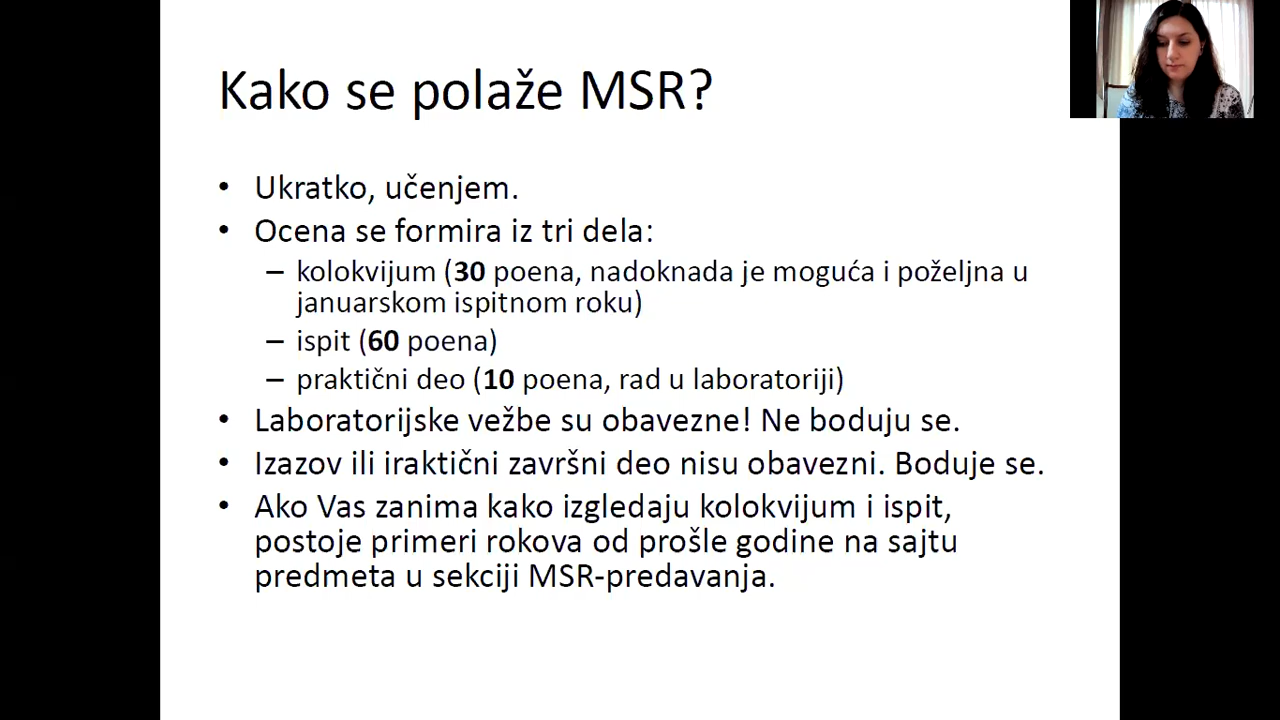 Kako se polaže MSR?
• Ukratko, učenjem.
• Ocena se formira iz tri dela:
– kolokvijum (30 poena, nadoknada je moguća i poželjna u
januarskom ispitnom roku)
– ispit (60 poena)
– praktični deo (10 poena, rad u laboratoriji)
• Laboratorijske vežbe su obavezne! Ne boduju se.
• Izazov ili iraktični završni deo nisu obavezni. Boduje se.
• Ako Vas zanima kako izgledaju kolokvijum i ispit,
postoje primeri rokova od prošle godine na sajtu
predmeta u sekciji MSR-predavanja.